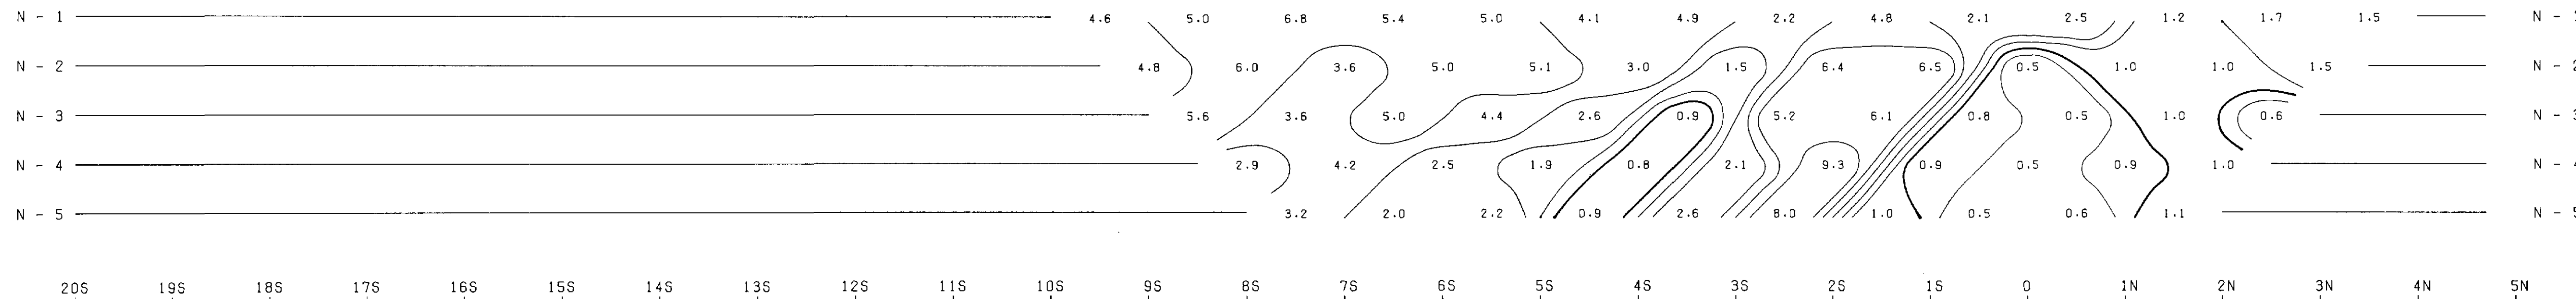 N - 1 4.6 5.0 6.8 5.4 5.0 4.1 4.9 2.2 4.8 2.1 2.5 1.2 1.7 1.5 N -
N - 2 4.8 6.0 3.6 5.0 5.1 3.0 1.5 6.4 6.5 0.5 1.0 1.0 1.5 N -
N - 3 5.6 3.6 5.0 4.4 2.6 0.9 5.2 6.1 0.8 0.5 1.0 0.6 N -
N - 4 2.9 4.2 2.5 1.9 0.8 2.1 9.3 0.9 0.5 0.9 1.0 N -
N - 5 3.2 2.0 2.2 0.9 2.6 8.0 1.0 0.5 0.6 1.1 N -
20S 19S 18S 17S 16S 15S 14S 13S 12S 11S 10S 9S 8S 7S 6S 5S 4S 3S 2S 1S 0 1N 2N 3N 4N 5N